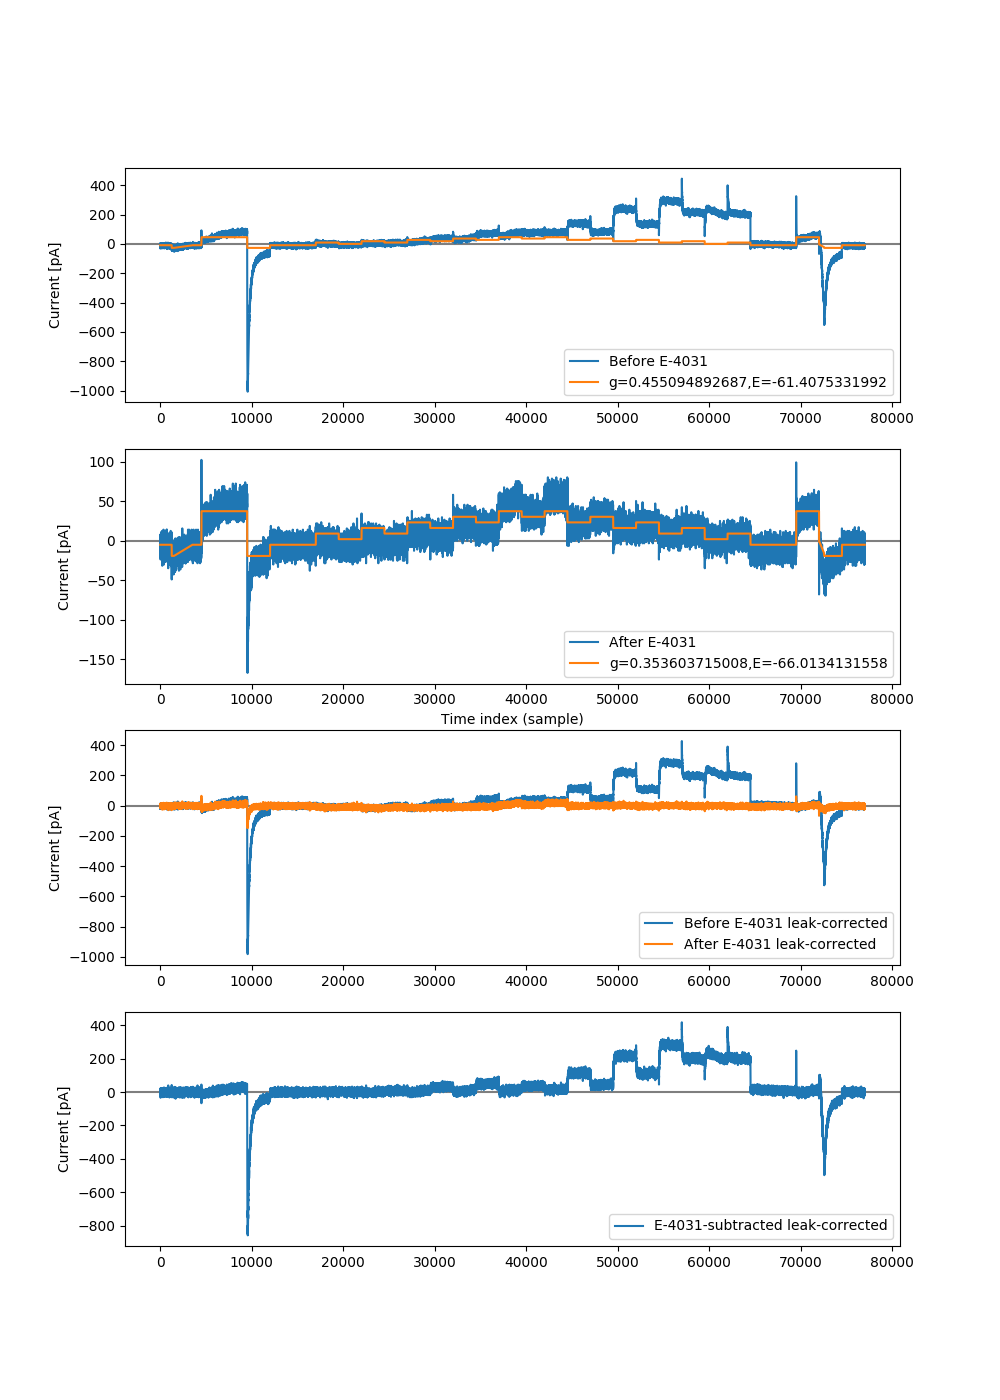 400
200
0
−200
−400
−600
−800
−1000
Current [pA]
Before E-4031
g=0.455094892687,E=-61.4075331992
0 10000 20000 30000 40000 50000 60000 70000 80000
100
50
0
−50
−100
−150
Current [pA]
After E-4031
g=0.353603715008,E=-66.0134131558
0 10000 20000 30000 40000 50000 60000 70000 80000
Time index (sample)
400
200
0
−200
−400
−600
−800
−1000
Current [pA]
Before E-4031 leak-corrected
After E-4031 leak-corrected
0 10000 20000 30000 40000 50000 60000 70000 80000
400
200
0
−200
−400
−600
−800
Current [pA]
E-4031-subtracted leak-corrected
0 10000 20000 30000 40000 50000 60000 70000 80000